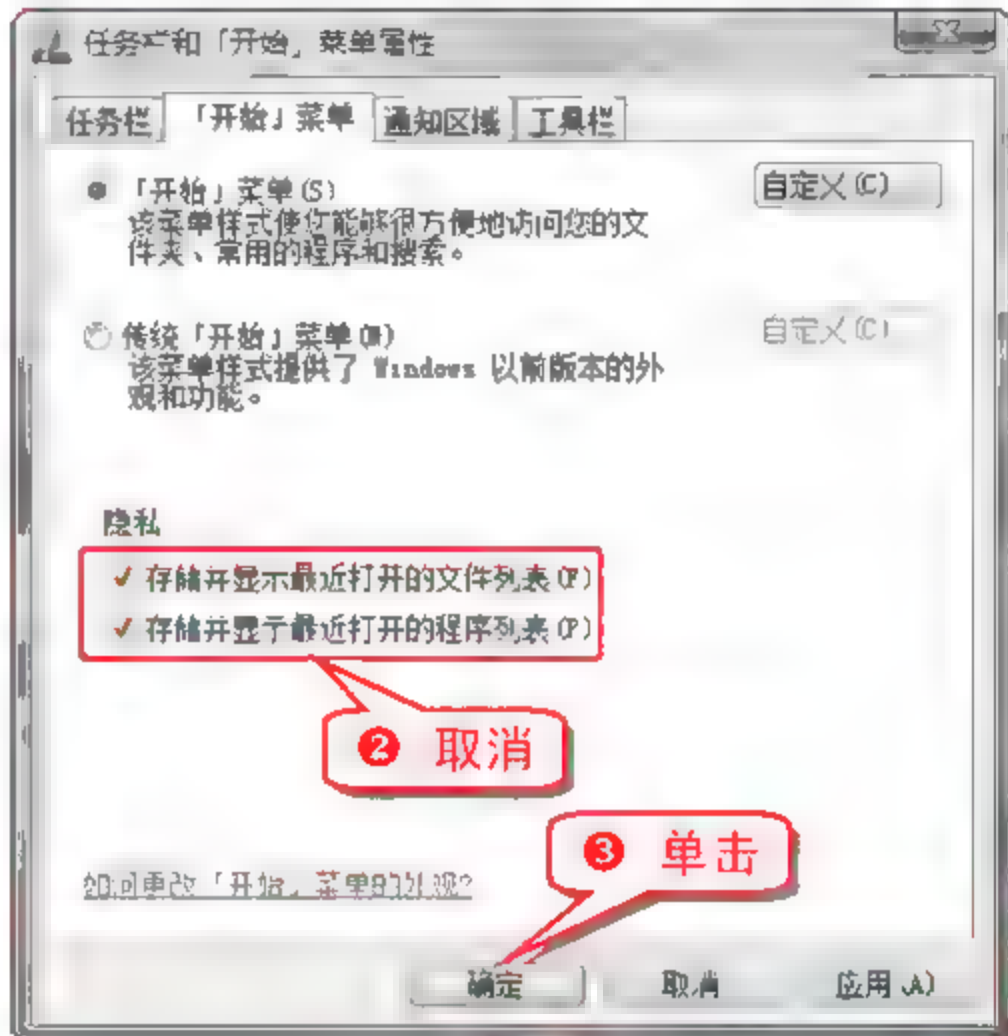 任务栏和「开始」菜单属性
任务栏 「开始」菜单 通知区域 工具栏
「开始」菜单(S) 自定义(C)
该菜单样式使您能够很方便地访问您的文
件夹、常用的程序和搜索。
传统「开始」菜单(M) 自定义(C)
该菜单样式提供了 Windows 以前版本的外
观和功能。
隐私
存储并显示最近打开的文件列表(F)
存储并显示最近打开的程序列表(P)
❷ 取消
❸ 单击
如何更改「开始」菜单的外观?
确定 取消 应用(A)